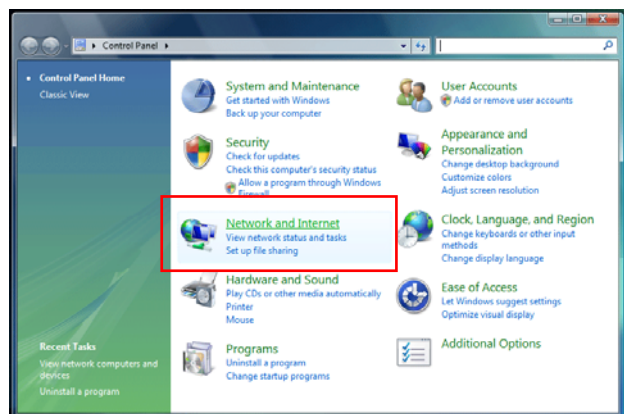 Control Panel
Control Panel Home
Classic View
System and Maintenance
Get started with Windows
Back up your computer
Security
Check for updates
Check this computer's security status
Allow a program through Windows
Firewall
Network and Internet
View network status and tasks
Set up file sharing
Hardware and Sound
Play CDs or other media automatically
Printer
Mouse
Programs
Uninstall a program
Change startup programs
User Accounts
Add or remove user accounts
Appearance and
Personalization
Change desktop background
Customize colors
Adjust screen resolution
Clock, Language, and Region
Change keyboards or other input
methods
Change display language
Ease of Access
Let Windows suggest settings
Optimize visual display
Additional Options
Recent Tasks
View network computers and
devices
Uninstall a program